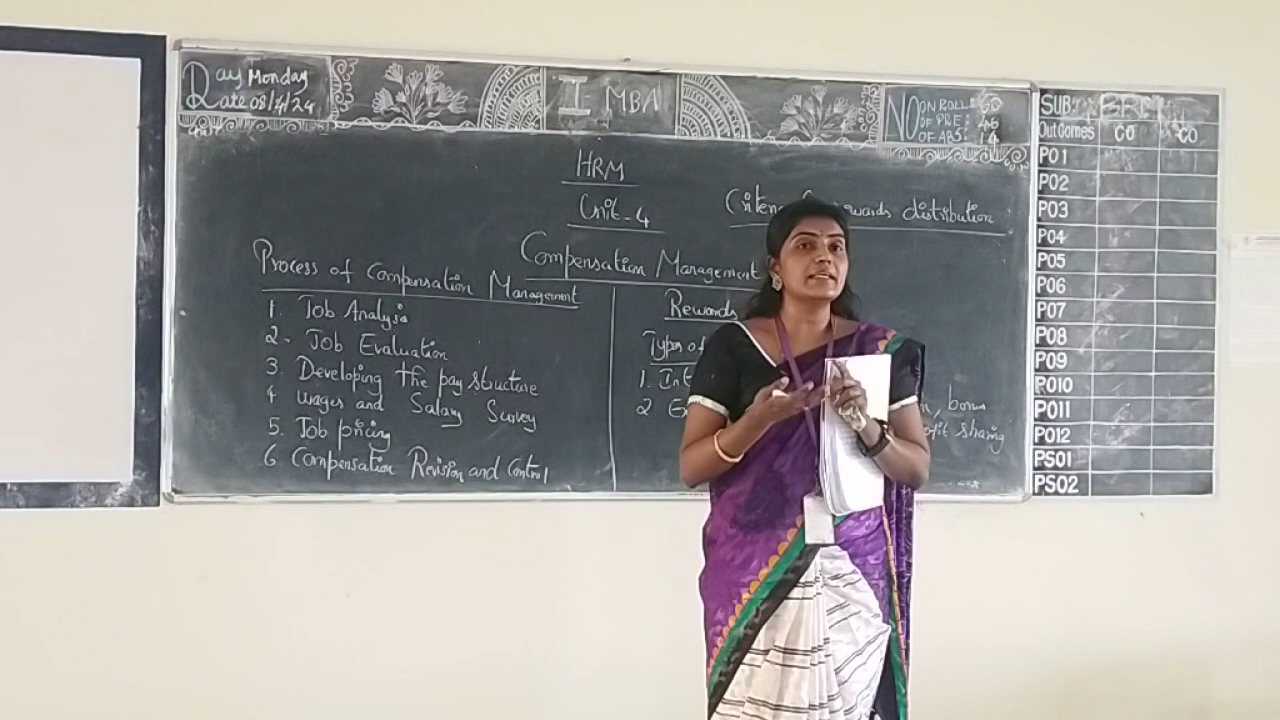 Day Monday
Date 08/4/24
I MBA
NO ON ROLL: 60
OF PRE: 46
OF ABS: 14
HRM
Unit-4
rewards distribution
Compensation Management
Process of Compensation Management
1. Job Analysis
2. Job Evaluation
3. Developing the pay structure
4 Wages and Salary Survey
5. Job pricing
6 Compensation Revision and Control
Rewards
Types of
1. Int
2 Ex
bonus
sharing
SUB:
Out Comes CO CO
PO1
PO2
PO3
PO4
PO5
PO6
PO7
PO8
PO9
PO10
PO11
PO12
PSO1
PSO2